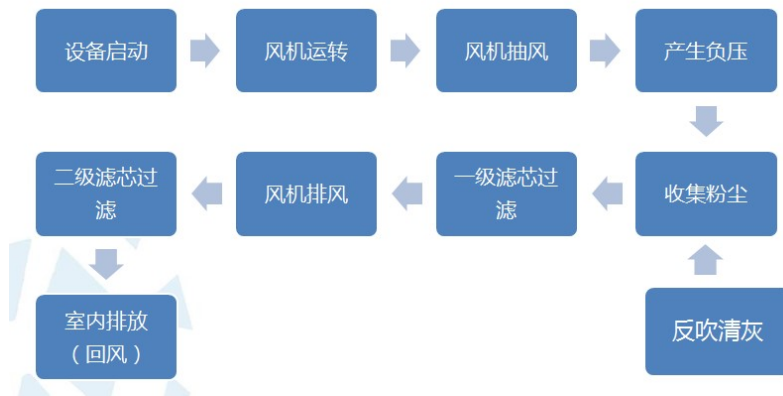 设备启动
风机运转
风机抽风
产生负压
二级滤芯过
滤
风机排风
一级滤芯过
滤
收集粉尘
室内排放
（回风）
反吹清灰